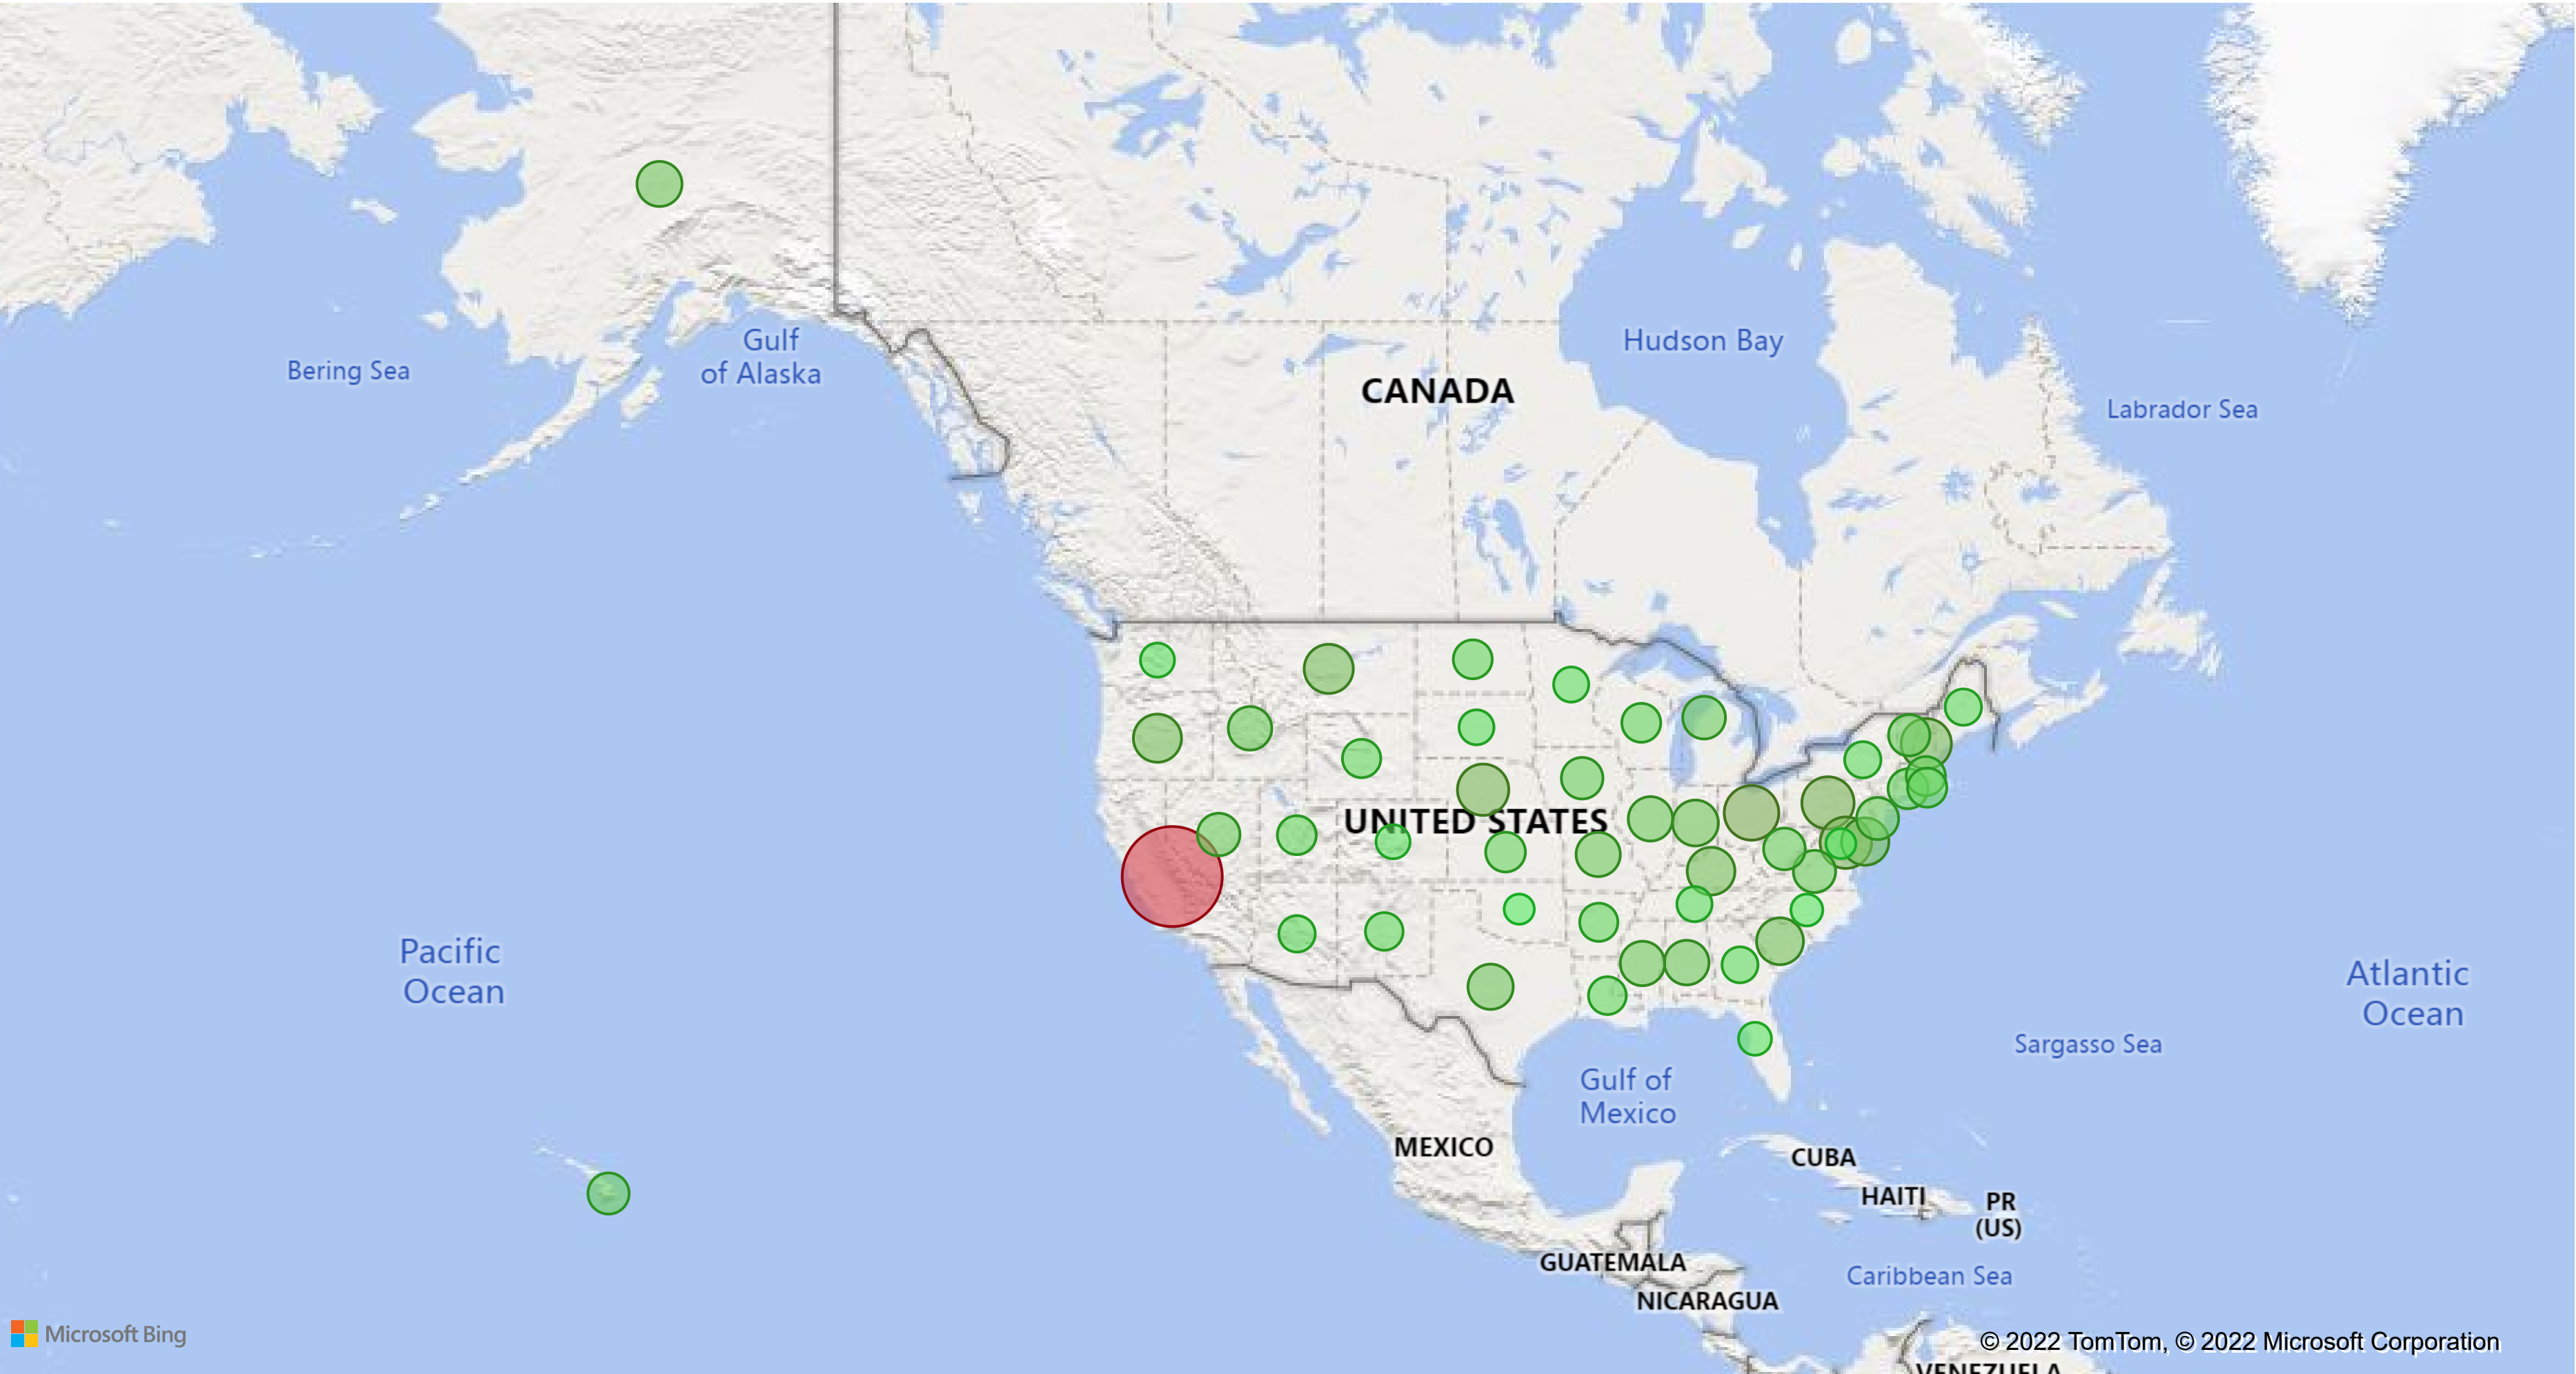 Gulf
of Alaska
Hudson Bay
Bering Sea
CANADA
Labrador Sea
UNITED STATES
Pacific
Ocean
Atlantic
Ocean
Sargasso Sea
Gulf of
Mexico
MEXICO
CUBA
HAITI
PR
(US)
GUATEMALA
Caribbean Sea
NICARAGUA
Microsoft Bing
© 2022 TomTom, © 2022 Microsoft Corporation
VENEZUELA